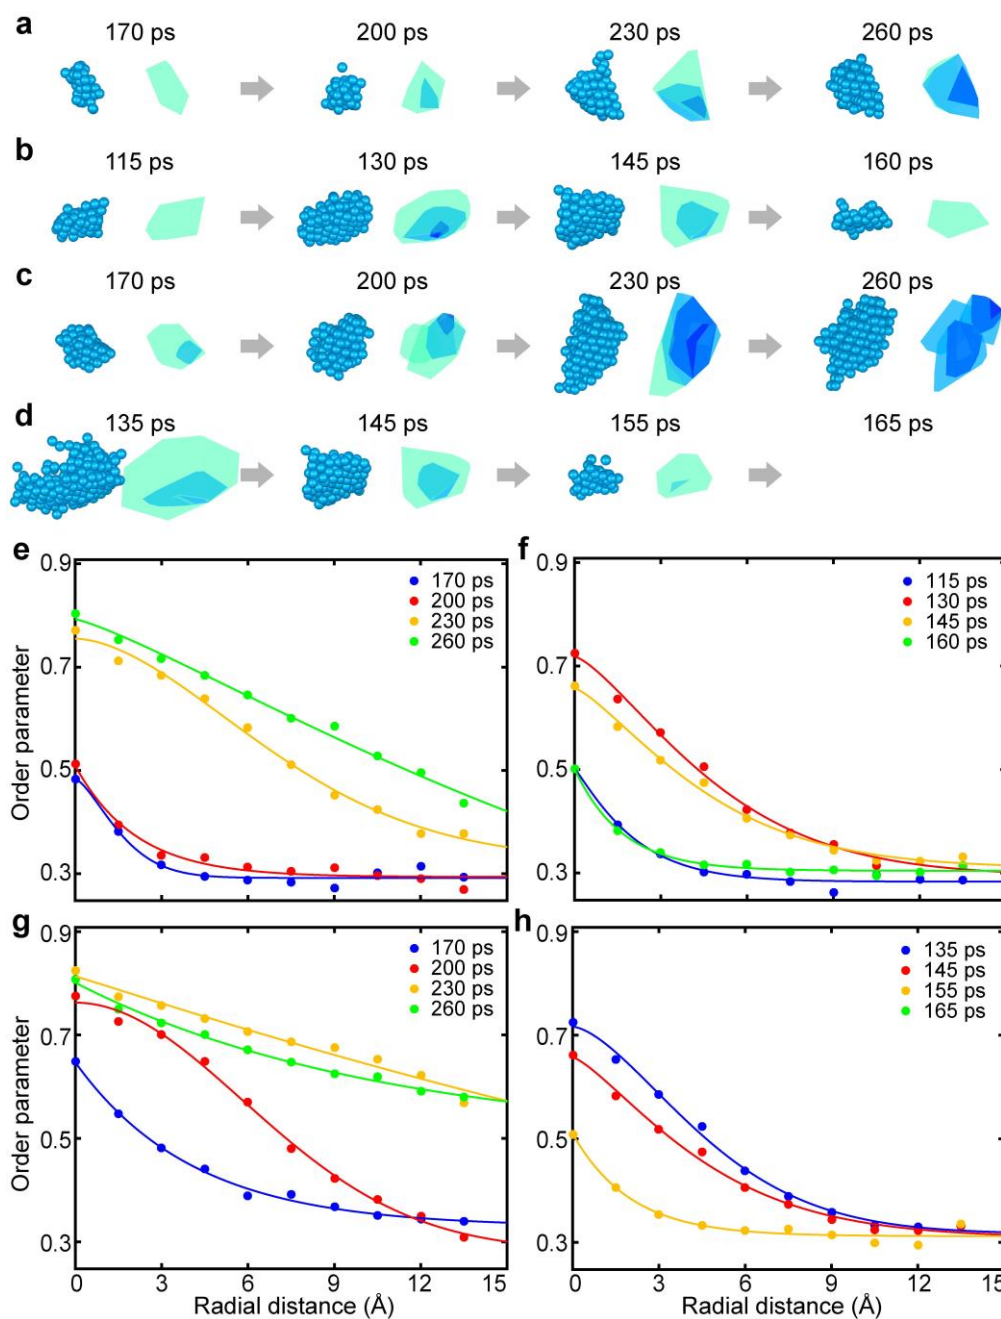 a
170 ps 200 ps 230 ps 260 ps
b
115 ps 130 ps 145 ps 160 ps
c
170 ps 200 ps 230 ps 260 ps
d
135 ps 145 ps 155 ps 165 ps
e
0.9
0.7
0.5
0.3
Order parameter
170 ps
200 ps
230 ps
260 ps
f
0.9
0.7
0.5
0.3
115 ps
130 ps
145 ps
160 ps
g
0.9
0.7
0.5
0.3
Order parameter
170 ps
200 ps
230 ps
260 ps
0 3 6 9 12 15
Radial distance (Å)
h
0.9
0.7
0.5
0.3
135 ps
145 ps
155 ps
165 ps
0 3 6 9 12 15
Radial distance (Å)